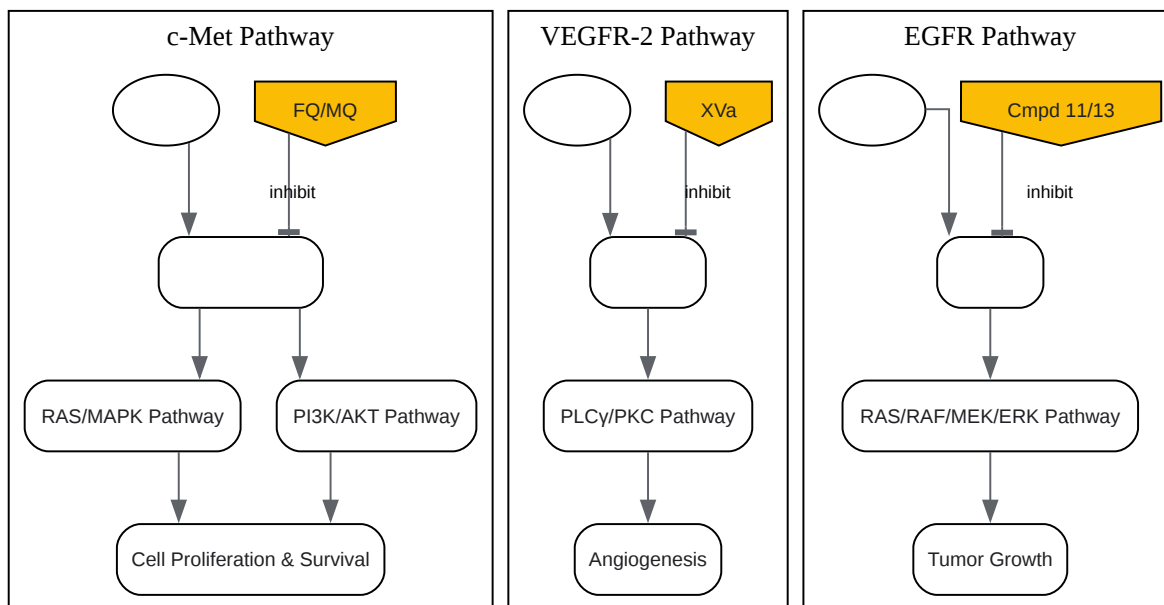 c-Met Pathway
FQ/MQ
inhibit
RAS/MAPK Pathway
PI3K/AKT Pathway
Cell Proliferation & Survival
VEGFR-2 Pathway
XVa
inhibit
PLCγ/PKC Pathway
Angiogenesis
EGFR Pathway
Cmpd 11/13
inhibit
RAS/RAF/MEK/ERK Pathway
Tumor Growth